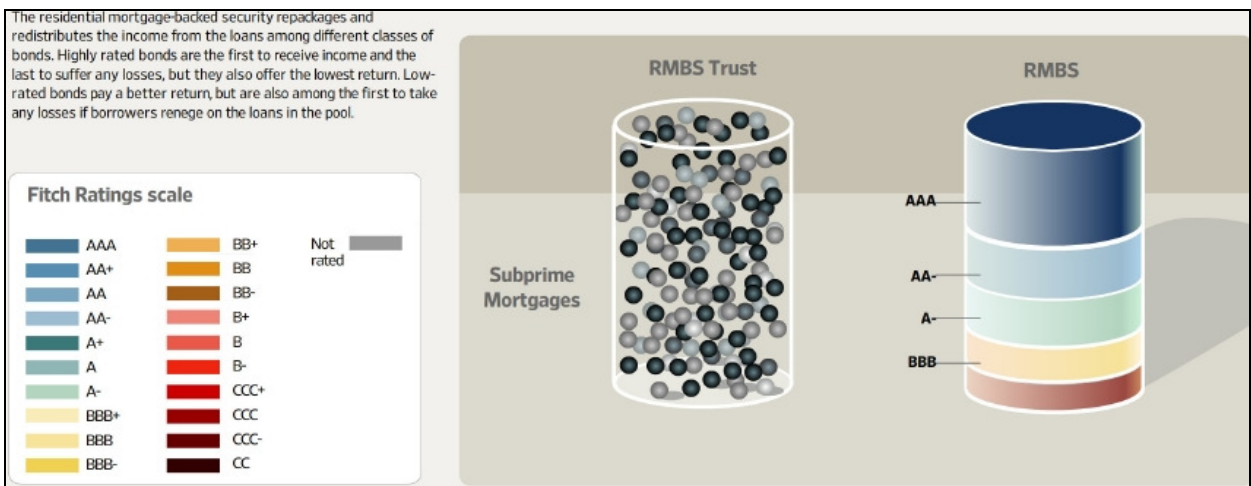 The residential mortgage-backed security repackages and
redistributes the income from the loans among different classes of
bonds. Highly rated bonds are the first to receive income and the
last to suffer any losses, but they also offer the lowest return. Low-
rated bonds pay a better return, but are also among the first to take
any losses if borrowers renege on the loans in the pool.
Fitch Ratings scale
AAA
AA+
AA
AA-
A+
A
A-
BBB+
BBB
BBB-
BB+
BB
BB-
B+
B
B-
CCC+
CCC
CCC-
CC
Not
rated
RMBS Trust
Subprime
Mortgages
RMBS
AAA
AA-
A-
BBB